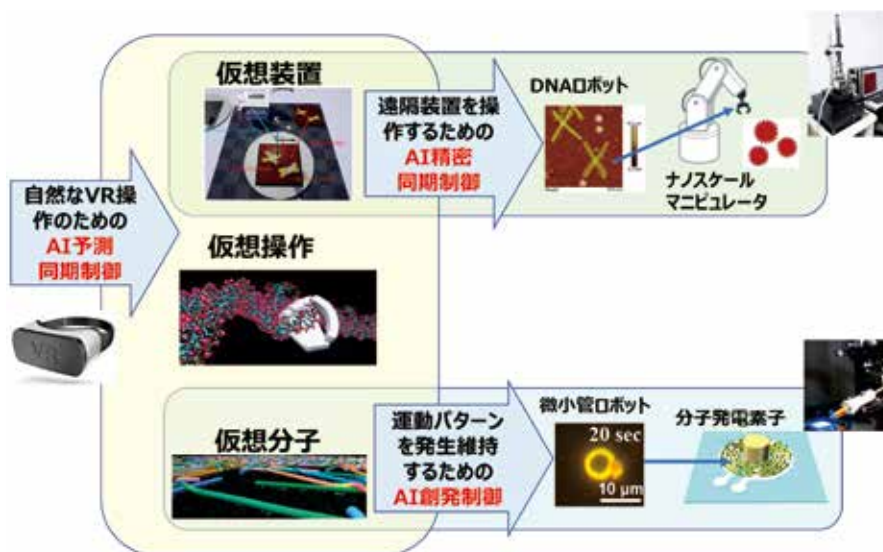 仮想装置
DNAロボット
遠隔装置を操
作するための
AI精密
同期制御
ナノスケール
マニピュレータ
自然なVR操
作のための
AI予測
同期制御
仮想操作
VR
仮想分子
運動パターン
を発生維持
するための
AI創発制御
微小管ロボット
20 sec
10 μm
分子発電素子